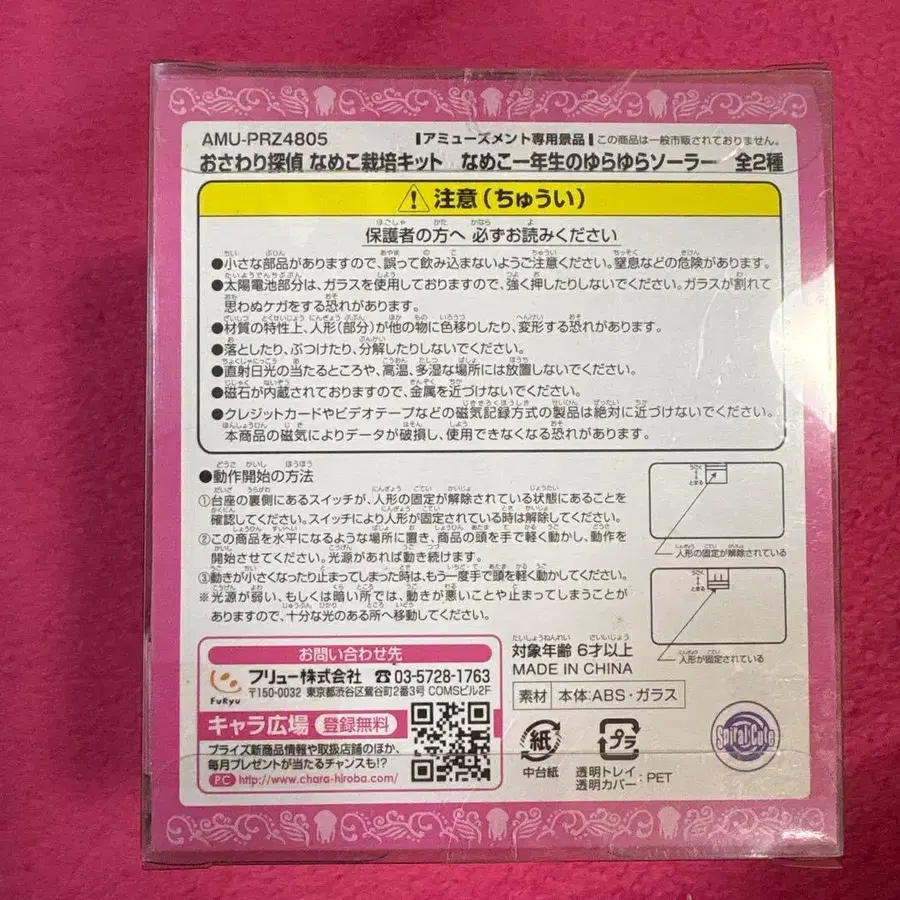 AMU-PRZ4805
アミューズメント専用景品 この商品は一般市販されておりません。
おさわり探偵 なめこ栽培キット なめこ一年生のゆらゆらソーラー 全2種
注意(ちゅうい)
保護者の方へ 必ずお読みください
●小さな部品がありますので、誤って飲み込まないようご注意ください。窒息などの危険があります。
●太陽電池部分は、ガラスを使用しておりますので、強く押したりしないでください。ガラスが割れて
思わぬケガをする恐れがあります。
●材質の特性上、人形(部分)が他の物に色移りしたり、変形する恐れがあります。
●落としたり、ぶつけたり、分解したりしないでください。
●直射日光の当たるところや、高温、多湿な場所には放置しないでください。
●磁石が内蔵されておりますので、金属を近づけないでください。
●クレジットカードやビデオテープなどの磁気記録方式の製品は絶対に近づけないでください。
本商品の磁気によりデータが破損し、使用できなくなる恐れがあります。
●動作開始の方法
①台座の裏側にあるスイッチが、人形の固定が解除されている状態にあることを
確認してください。スイッチにより人形が固定されている時は解除してください。
②この商品を水平になるような場所に置き、商品の頭を手で軽く動かし、動作を
開始させてください。光源があれば動き続けます。
③動きが小さくなったり止まってしまった時は、もう一度手で頭を軽く動かしてください。
※光源が弱い、もしくは暗い所では、動きが悪いことや止まってしまうことが
ありますので、十分な光のある所へ移動してください。
うごく
とまる
人形の固定が解除されている
うごく
とまる
人形が固定されている
お問い合わせ先
FuRyu
フリュー株式会社 ☎03-5728-1763
〒150-0032 東京都渋谷区鶯谷町2番3号 COMSビル2F
キャラ広場 登録無料
プライズ新商品情報や取扱店舗のほか、
毎月プレゼントが当たるチャンスも!?
PC http://www.chara-hiroba.com/
対象年齢 6才以上
MADE IN CHINA
素材 本体:ABS・ガラス
紙
中台紙
プラ
透明トレイ
透明カバー :PET
Spiral Cute